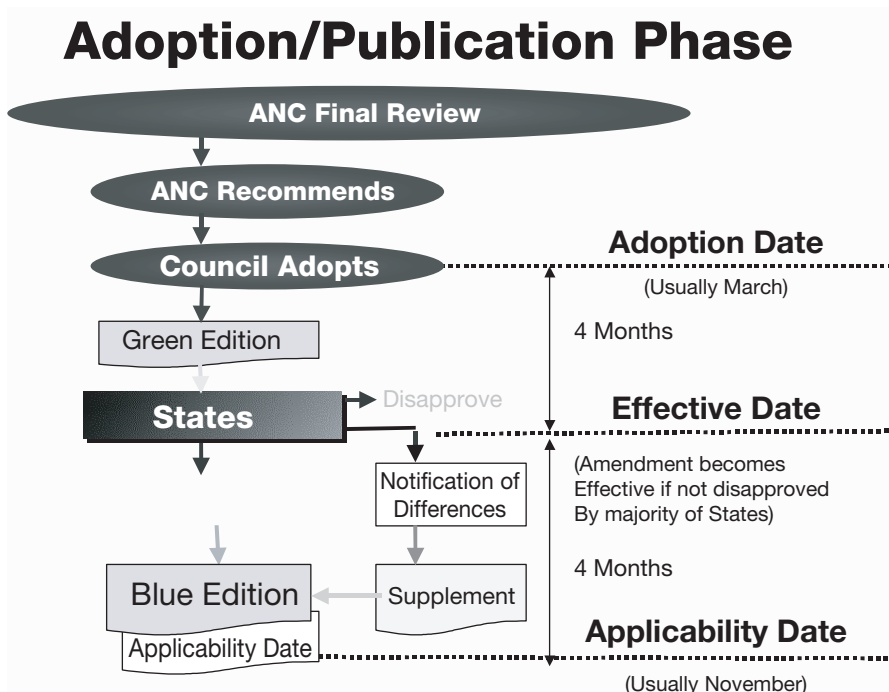 Adoption/Publication Phase
ANC Final Review
ANC Recommends
Council Adopts
Adoption Date
(Usually March)
4 Months
Green Edition
States
Disapprove
Effective Date
(Amendment becomes
Effective if not disapproved
By majority of States)
Notification of
Differences
4 Months
Blue Edition
Supplement
Applicability Date
Applicability Date
(Usually November)